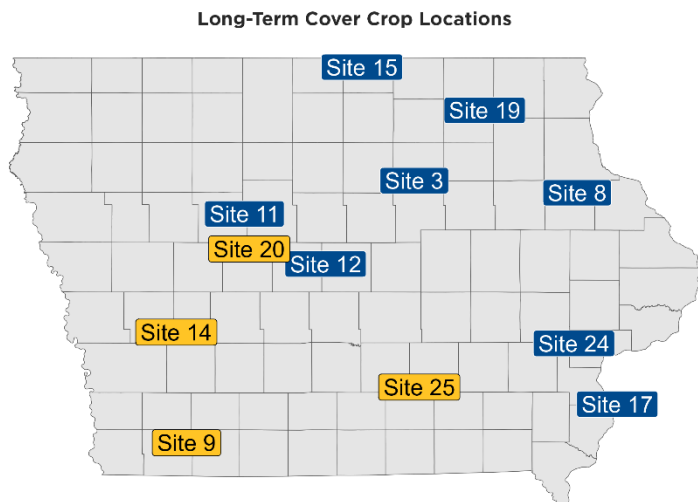 Long-Term Cover Crop Locations
Site 15
Site 19
Site 3
Site 8
Site 11
Site 20
Site 12
Site 14
Site 24
Site 25
Site 17
Site 9